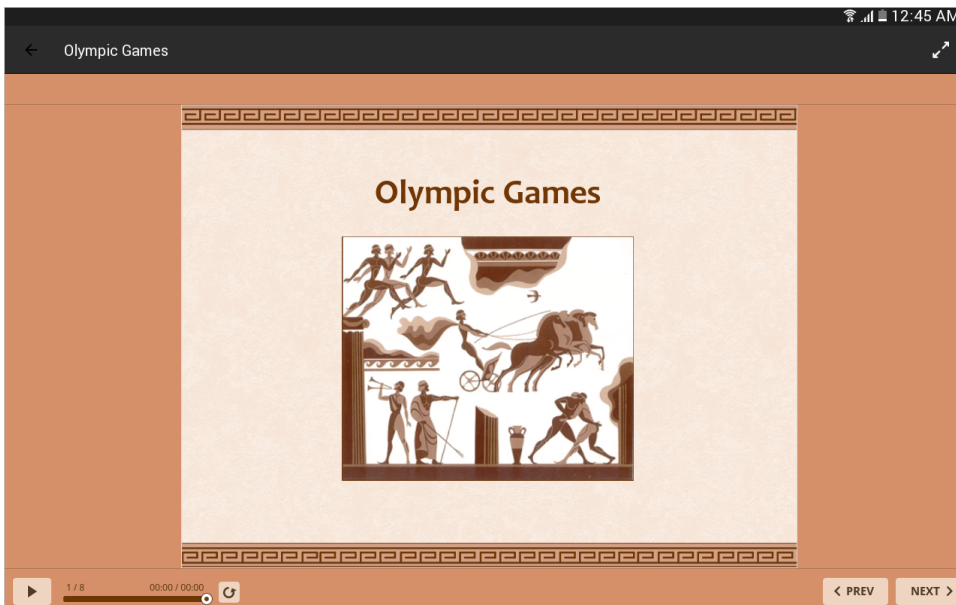 12:45 AM
Olympic Games
Olympic Games
1 / 8 00:00 / 00:00
PREV NEXT